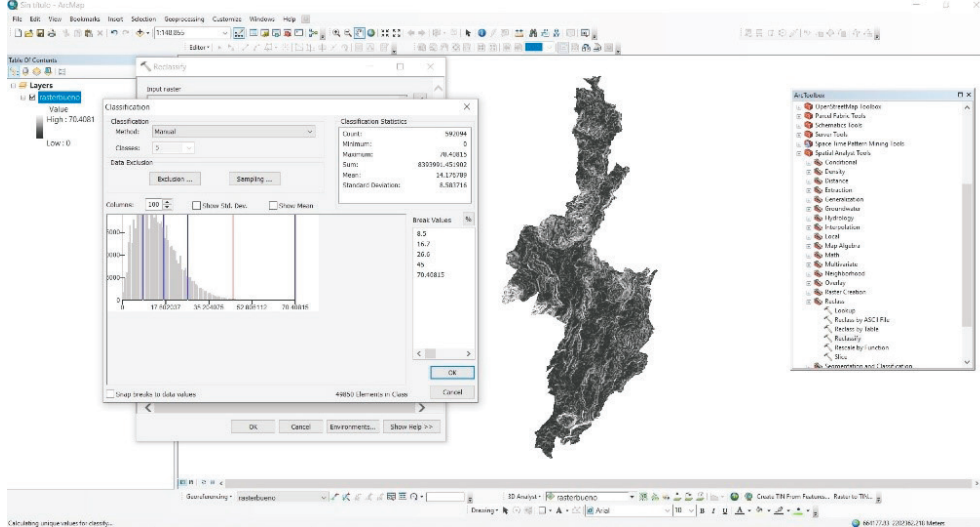 Sin título - ArcMap
File Edit View Bookmarks Insert Selection Geoprocessing Customize Windows Help
1:148.855
Editor
Table Of Contents
Layers
rasterbueno
Value
High : 70.4081
Low : 0
Reclassify
Input raster
Classification
Classification
Method: Manual
Classes: 5
Data Exclusion
Exclusion ...
Sampling ...
Classification Statistics
Count: 592094
Minimum: 0
Maximum: 70.40815
Sum: 8393991.451902
Mean: 14.176789
Standard Deviation: 8.583716
Columns: 100
Show Std. Dev.
Show Mean
Break Values
%
8.5
16.7
26.6
45
70.40815
0 17.602037 35.204075 52.806112 70.40815
OK
Snap breaks to data values
49850 Elements in Class
Cancel
OK Cancel Environments... Show Help >>
ArcToolbox
OpenStreetMap Toolbox
Parcel Fabric Tools
Schematics Tools
Server Tools
Space Time Pattern Mining Tools
Spatial Analyst Tools
Conditional
Density
Distance
Extraction
Generalization
Groundwater
Hydrology
Interpolation
Local
Map Algebra
Math
Multivariate
Neighborhood
Overlay
Raster Creation
Reclass
Lookup
Reclass by ASCII File
Reclass by Table
Reclassify
Rescale by Function
Slice
Segmentation and Classification
Georeferencing rasterbueno
3D Analyst rasterbueno
Create TIN From Features... Raster to TIN...
Drawing
Arial
10
B I U A
Calculating unique values for classify...
Meters